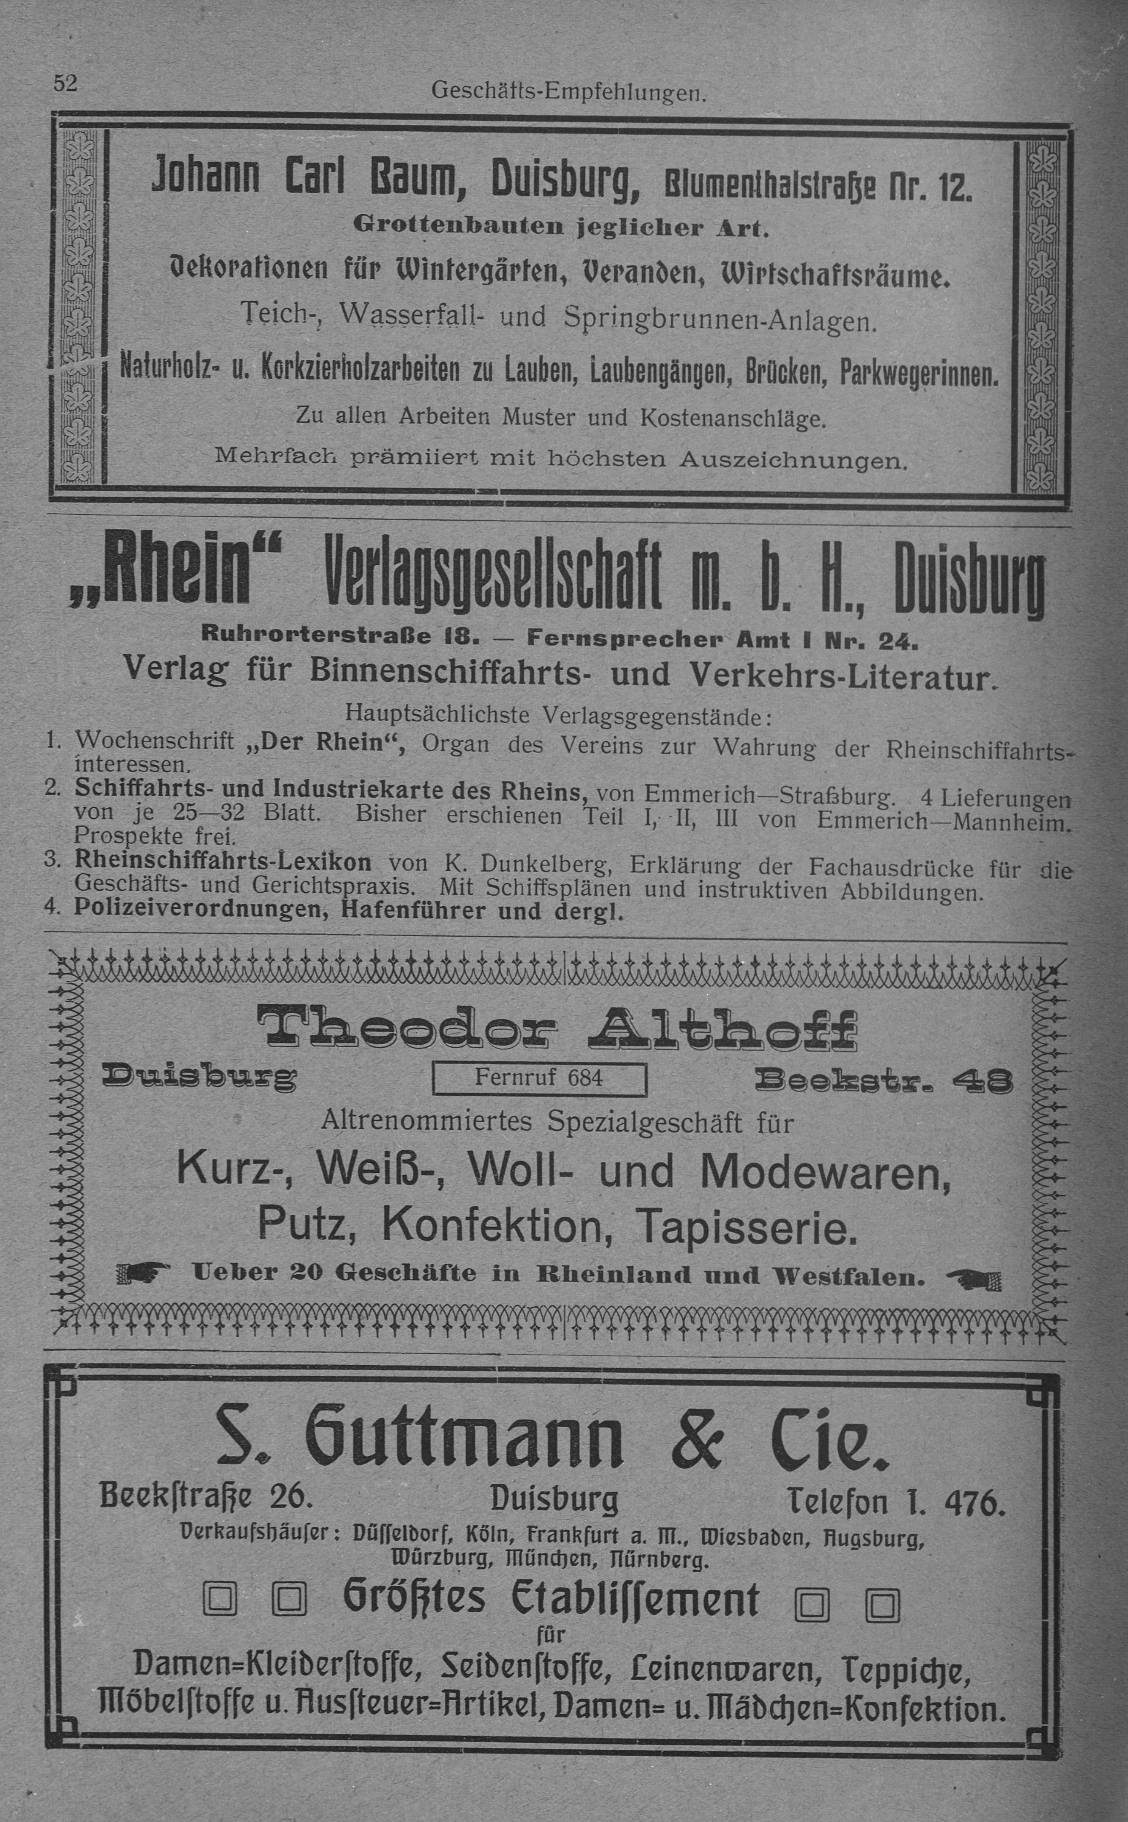 52
Geschäfts-Empfehlungen.
Johann Carl Baum, Duisburg, Blumenthalstraße Nr. 12.
Grottenbauten jeglicher Art.
Dekorationen für Wintergärten, Veranden, Wirtschaftsräume.
Teich-, Wasserfall- und Springbrunnen-Anlagen.
Naturholz- u. Korkzierholzarbeiten zu Lauben, Laubengängen, Brücken, Parkwegerinnen.
Zu allen Arbeiten Muster und Kostenanschläge.
Mehrfach prämiiert mit höchsten Auszeichnungen.
„Rhein“ Verlagsgesellschaft m. b. H., Duisburg
Ruhrorterstraße 18. — Fernsprecher Amt I Nr. 24.
Verlag für Binnenschiffahrts- und Verkehrs-Literatur.
Hauptsächlichste Verlagsgegenstände:
1. Wochenschrift „Der Rhein“, Organ des Vereins zur Wahrung der Rheinschiffahrts-
interessen.
2. Schiffahrts- und Industriekarte des Rheins, von Emmerich—Straßburg. 4 Lieferungen
von je 25—32 Blatt. Bisher erschienen Teil I, II, III von Emmerich—Mannheim.
Prospekte frei.
3. Rheinschiffahrts-Lexikon von K. Dunkelberg, Erklärung der Fachausdrücke für die
Geschäfts- und Gerichtspraxis. Mit Schiffsplänen und instruktiven Abbildungen.
4. Polizeiverordnungen, Hafenführer und dergl.
Theodor Althoff
Duisburg Fernruf 684 Beekstr. 48
Altrenommiertes Spezialgeschäft für
Kurz-, Weiß-, Woll- und Modewaren,
Putz, Konfektion, Tapisserie.
Ueber 20 Geschäfte in Rheinland und Westfalen.
S. Guttmann & Cie.
Beekſtraße 26. Duisburg Telefon 1. 476.
Verkaufshäuſer: Düſſeldorf, Köln, Frankfurt a. M., Wiesbaden, Augsburg,
Würzburg, München, Nürnberg.
Größtes Etabliſſement
für
Damen=Kleiderſtoffe, Seidenſtoffe, Leinenwaren, Teppiche,
Möbelſtoffe u. Ausſteuer=Artikel, Damen= u. Mädchen=Konfektion.